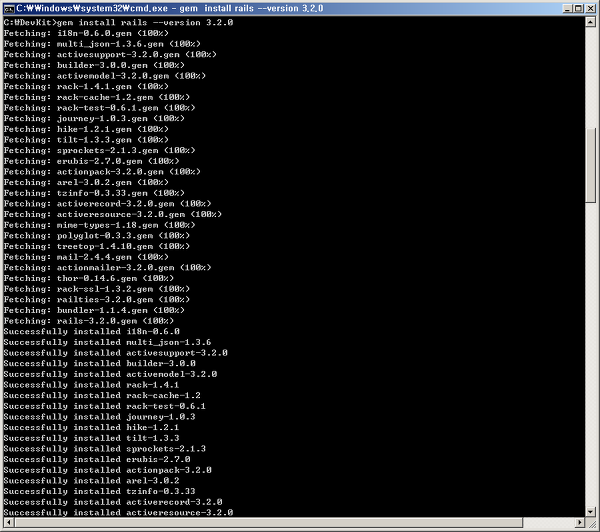 C:₩Windows₩system32₩cmd.exe - gem  install rails --version 3.2.0
C:₩DevKit>gem install rails --version 3.2.0
Fetching: i18n-0.6.0.gem (100%)
Fetching: multi_json-1.3.6.gem (100%)
Fetching: activesupport-3.2.0.gem (100%)
Fetching: builder-3.0.0.gem (100%)
Fetching: activemodel-3.2.0.gem (100%)
Fetching: rack-1.4.1.gem (100%)
Fetching: rack-cache-1.2.gem (100%)
Fetching: rack-test-0.6.1.gem (100%)
Fetching: journey-1.0.3.gem (100%)
Fetching: hike-1.2.1.gem (100%)
Fetching: tilt-1.3.3.gem (100%)
Fetching: sprockets-2.1.3.gem (100%)
Fetching: erubis-2.7.0.gem (100%)
Fetching: actionpack-3.2.0.gem (100%)
Fetching: arel-3.0.2.gem (100%)
Fetching: tzinfo-0.3.33.gem (100%)
Fetching: activerecord-3.2.0.gem (100%)
Fetching: activeresource-3.2.0.gem (100%)
Fetching: mime-types-1.18.gem (100%)
Fetching: polyglot-0.3.3.gem (100%)
Fetching: treetop-1.4.10.gem (100%)
Fetching: mail-2.4.4.gem (100%)
Fetching: actionmailer-3.2.0.gem (100%)
Fetching: thor-0.14.6.gem (100%)
Fetching: rack-ssl-1.3.2.gem (100%)
Fetching: railties-3.2.0.gem (100%)
Fetching: bundler-1.1.4.gem (100%)
Fetching: rails-3.2.0.gem (100%)
Successfully installed i18n-0.6.0
Successfully installed multi_json-1.3.6
Successfully installed activesupport-3.2.0
Successfully installed builder-3.0.0
Successfully installed activemodel-3.2.0
Successfully installed rack-1.4.1
Successfully installed rack-cache-1.2
Successfully installed rack-test-0.6.1
Successfully installed journey-1.0.3
Successfully installed hike-1.2.1
Successfully installed tilt-1.3.3
Successfully installed sprockets-2.1.3
Successfully installed erubis-2.7.0
Successfully installed actionpack-3.2.0
Successfully installed arel-3.0.2
Successfully installed tzinfo-0.3.33
Successfully installed activerecord-3.2.0
Successfully installed activeresource-3.2.0